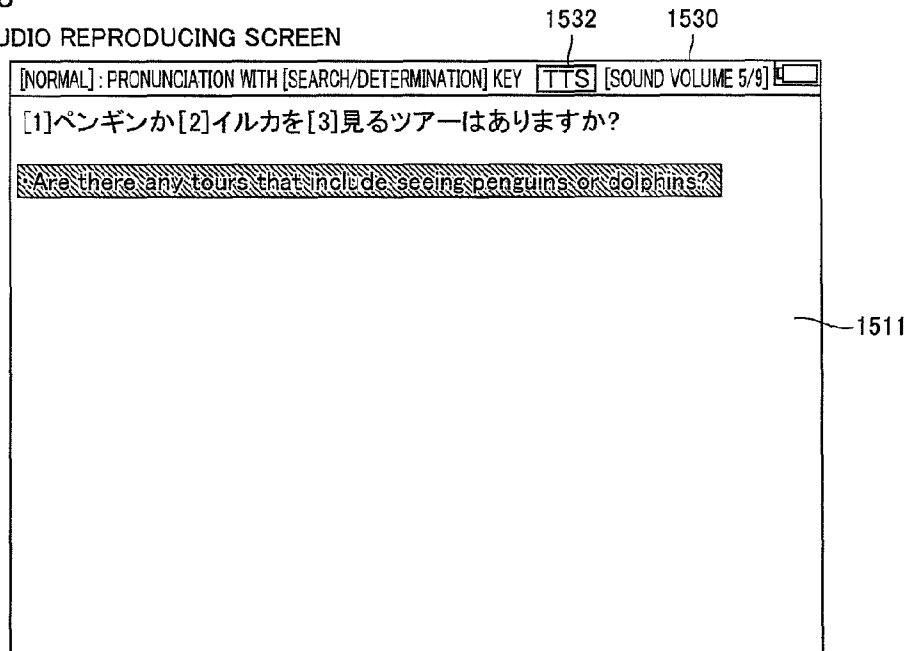 1532 1530
UDIO REPRODUCING SCREEN
[NORMAL] : PRONUNCIATION WITH [SEARCH/DETERMINATION] KEY TTS [SOUND VOLUME 5/9]
[1]ペンギンか[2]イルカを[3]見るツアーはありますか?
Are there any tours that include seeing penguins or dolphins?
1511